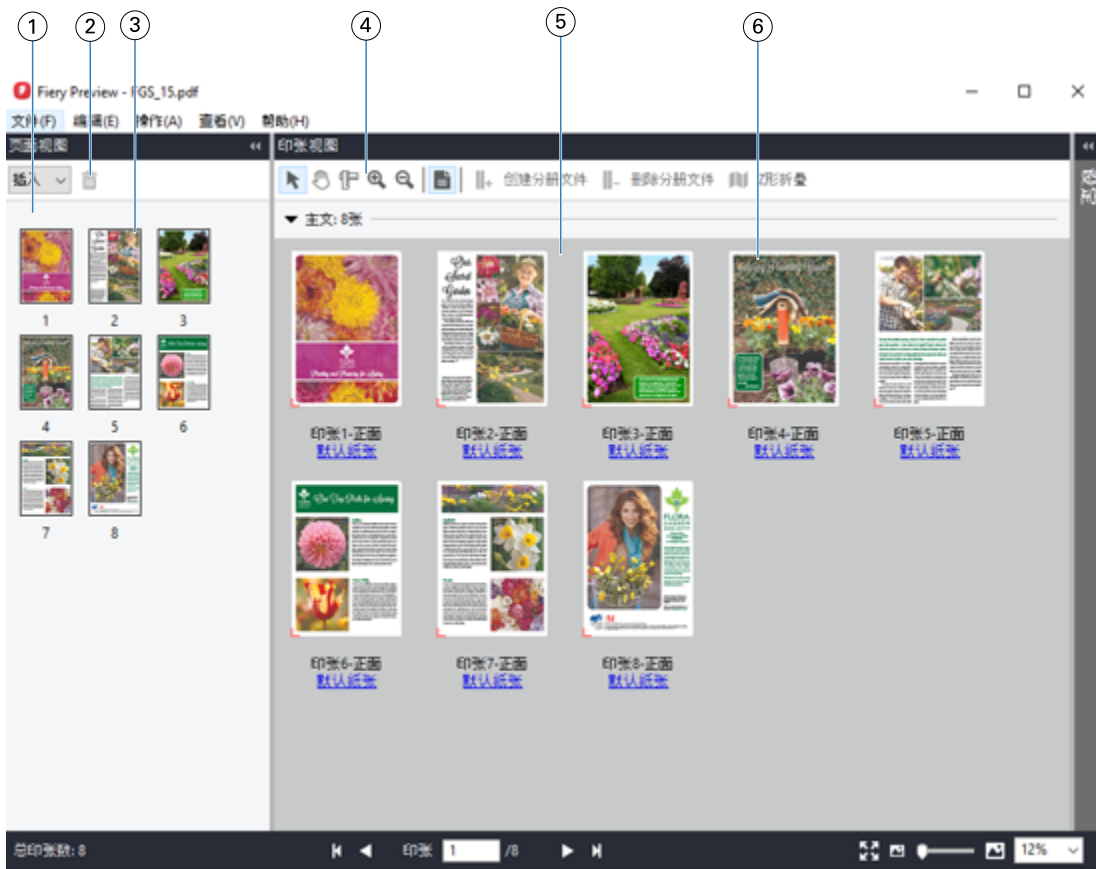 1 2 3 4 5 6
Fiery Preview - FGS_15.pdf
文件(F) 编辑(E) 操作(A) 查看(V) 帮助(H)
页面视图
印张视图
插入
创建分册文件 删除分册文件 Z形折叠
设定
主文: 8张
1 2 3
4 5 6
7 8
印张1-正面 印张2-正面 印张3-正面 印张4-正面 印张5-正面
默认纸张 默认纸张 默认纸张 默认纸张 默认纸张
FLORA
印张6-正面 印张7-正面 印张8-正面
默认纸张 默认纸张 默认纸张
总印张数: 8
印张 1 /8
12%